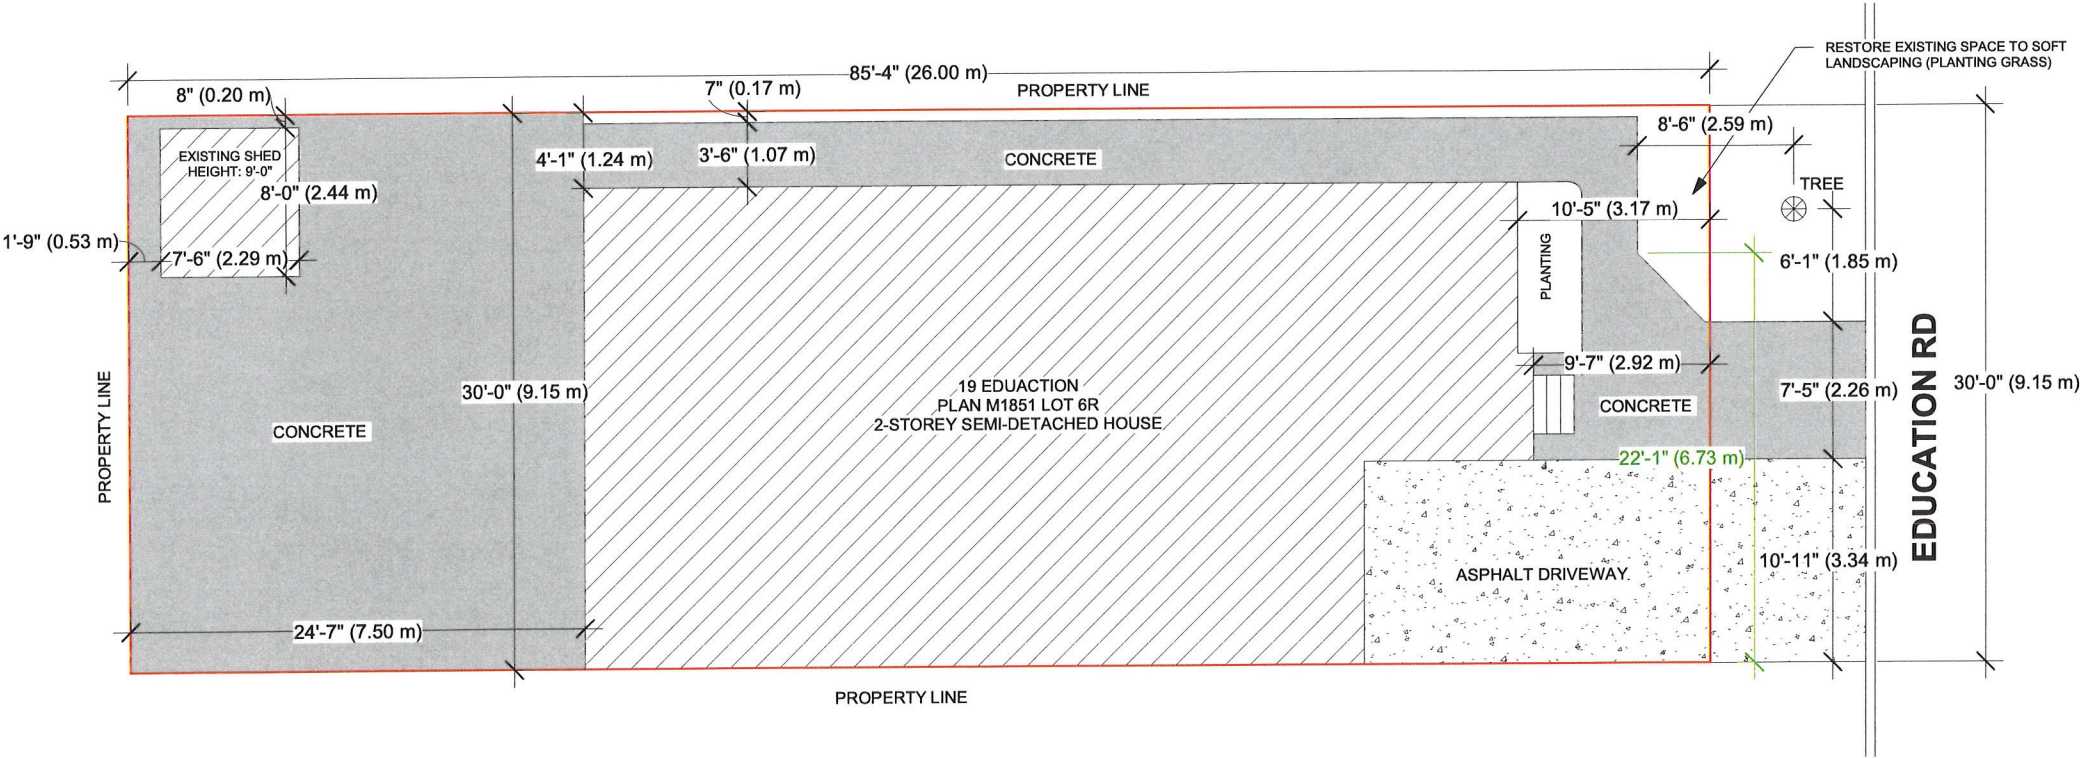 RESTORE EXISTING SPACE TO SOFT
LANDSCAPING (PLANTING GRASS)
85'-4" (26.00 m)
PROPERTY LINE
8" (0.20 m)
7" (0.17 m)
8'-6" (2.59 m)
EXISTING SHED
HEIGHT: 9'-0"
8'-0" (2.44 m)
4'-1" (1.24 m)
3'-6" (1.07 m)
CONCRETE
TREE
10'-5" (3.17 m)
1'-9" (0.53 m)
7'-6" (2.29 m)
PLANTING
6'-1" (1.85 m)
9'-7" (2.92 m)
30'-0" (9.15 m)
19 EDUACTION
PLAN M1851 LOT 6R
2-STOREY SEMI-DETACHED HOUSE
CONCRETE
7'-5" (2.26 m)
EDUCATION RD
30'-0" (9.15 m)
PROPERTY LINE
CONCRETE
22'-1" (6.73 m)
ASPHALT DRIVEWAY
10'-11" (3.34 m)
24'-7" (7.50 m)
PROPERTY LINE